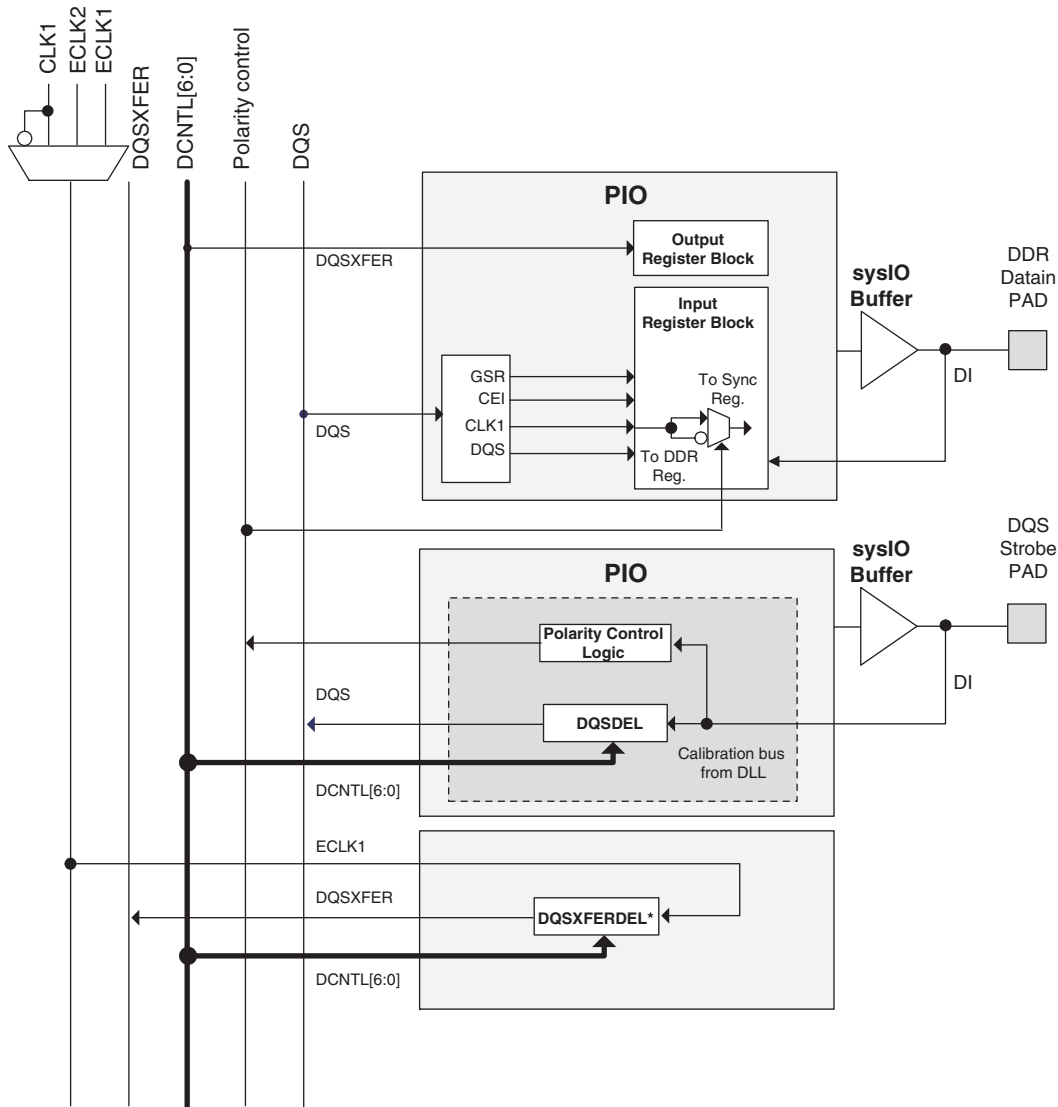 CLK1
ECLK2
ECLK1
DQSXFER
DCNTL[6:0]
Polarity control
DQS
PIO
DQSXFER
Output
Register Block
Input
Register Block
GSR
CEI
CLK1
DQS
To Sync
Reg.
To DDR
Reg.
DQS
sysIO
Buffer
DDR
Datain
PAD
DI
PIO
Polarity Control
Logic
DQS
DQSDEL
Calibration bus
from DLL
DCNTL[6:0]
sysIO
Buffer
DQS
Strobe
PAD
DI
ECLK1
DQSXFER
DQSXFERDEL*
DCNTL[6:0]